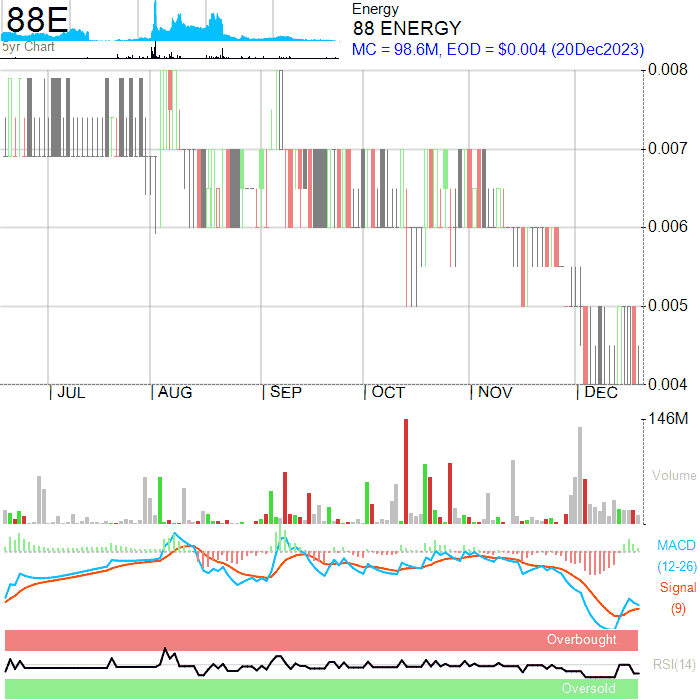 88E
5yr Chart
Energy
88 ENERGY
MC = 98.6M, EOD = $0.004 (20Dec2023)
0.008
0.007
0.006
0.005
0.004
JUL
AUG
SEP
OCT
NOV
DEC
146M
Volume
MACD
(12-26)
Signal
(9)
Overbought
RSI(14)
Oversold